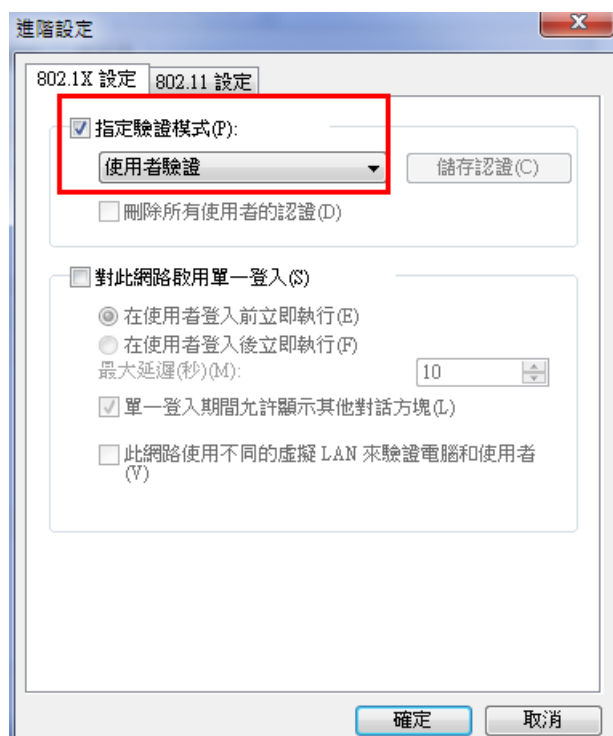 進階設定
802.1X 設定
802.11 設定
指定驗證模式(P):
使用者驗證
儲存認證(C)
刪除所有使用者的認證(D)
對此網路啟用單一登入(S)
在使用者登入前立即執行(E)
在使用者登入後立即執行(F)
最大延遲(秒)(M):
10
單一登入期間允許顯示其他對話方塊(L)
此網路使用不同的虛擬 LAN 來驗證電腦和使用者
(V)
確定
取消